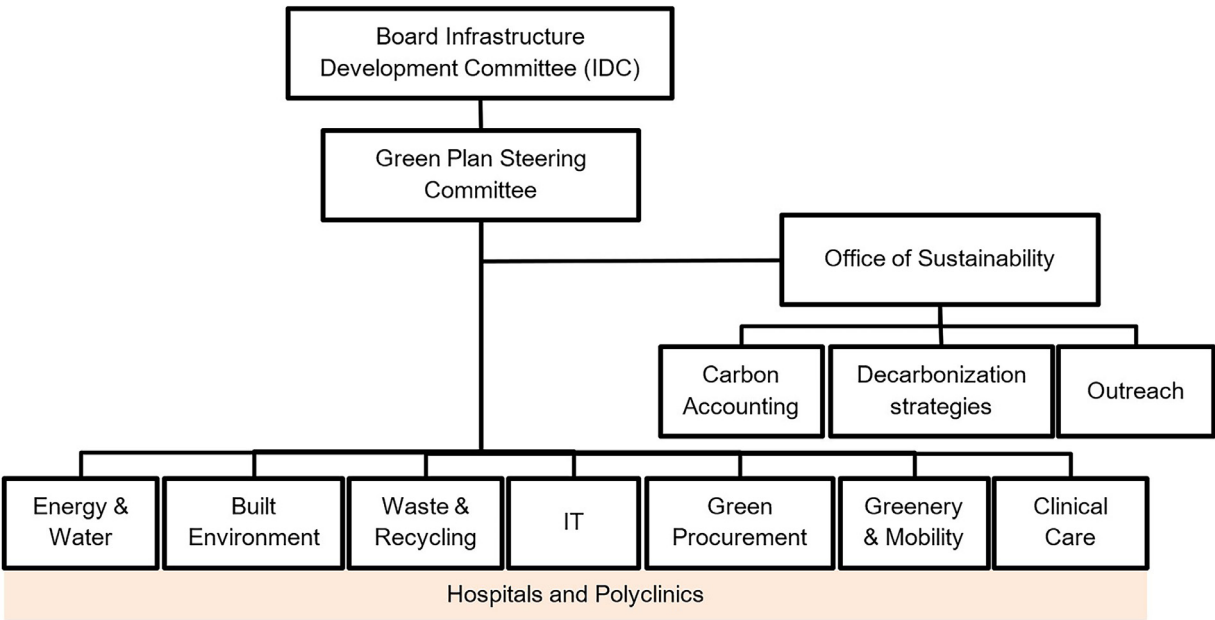 Board Infrastructure
Development Committee (IDC)
Green Plan Steering
Committee
Office of Sustainability
Carbon
Accounting
Decarbonization
strategies
Outreach
Energy &
Water
Built
Environment
Waste &
Recycling
IT
Green
Procurement
Greenery
& Mobility
Clinical
Care
Hospitals and Polyclinics